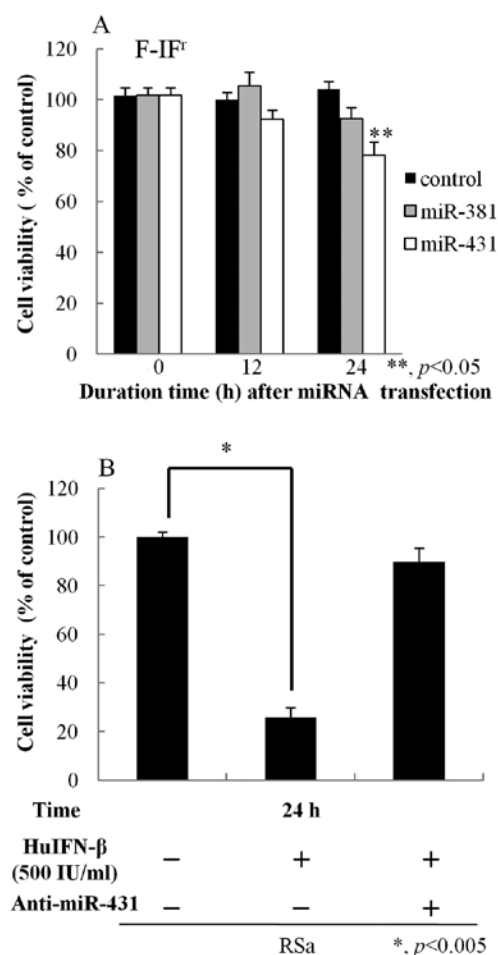 A
F-IFʳ
120
100
80
60
40
20
0
Cell viability ( % of control)
**
control
miR-381
miR-431
0 12 24
**, p<0.05
Duration time (h) after miRNA transfection
B
*
120
100
80
60
40
20
0
Cell viability (% of control)
Time 24 h
HuIFN-β
(500 IU/ml) − + +
Anti-miR-431 − − +
RSa *, p<0.005